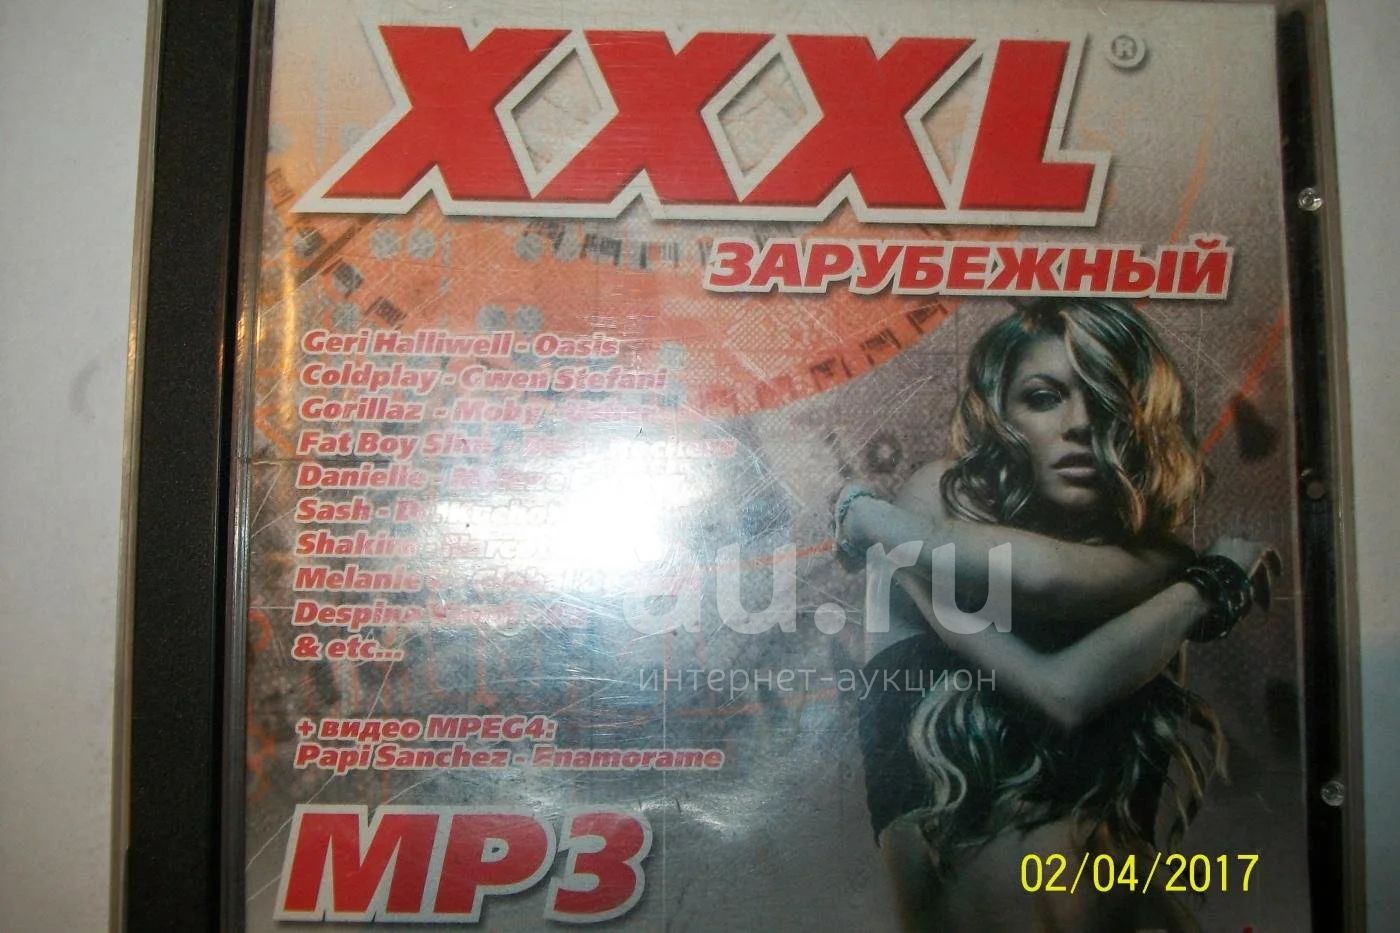 XXXL®
ЗАРУБЕЖНЫЙ
Geri Halliwell - Oasis
Coldplay - Gwen Stefani
Gorillaz - Moby - Usher
Fat Boy Slim -
Danielle -
Sash -
Shakira -
Melanie
Despina
& etc...
+ видео MPEG4:
Papi Sanchez - Enamorame
MP3
au.ru
интернет-аукцион
02/04/2017